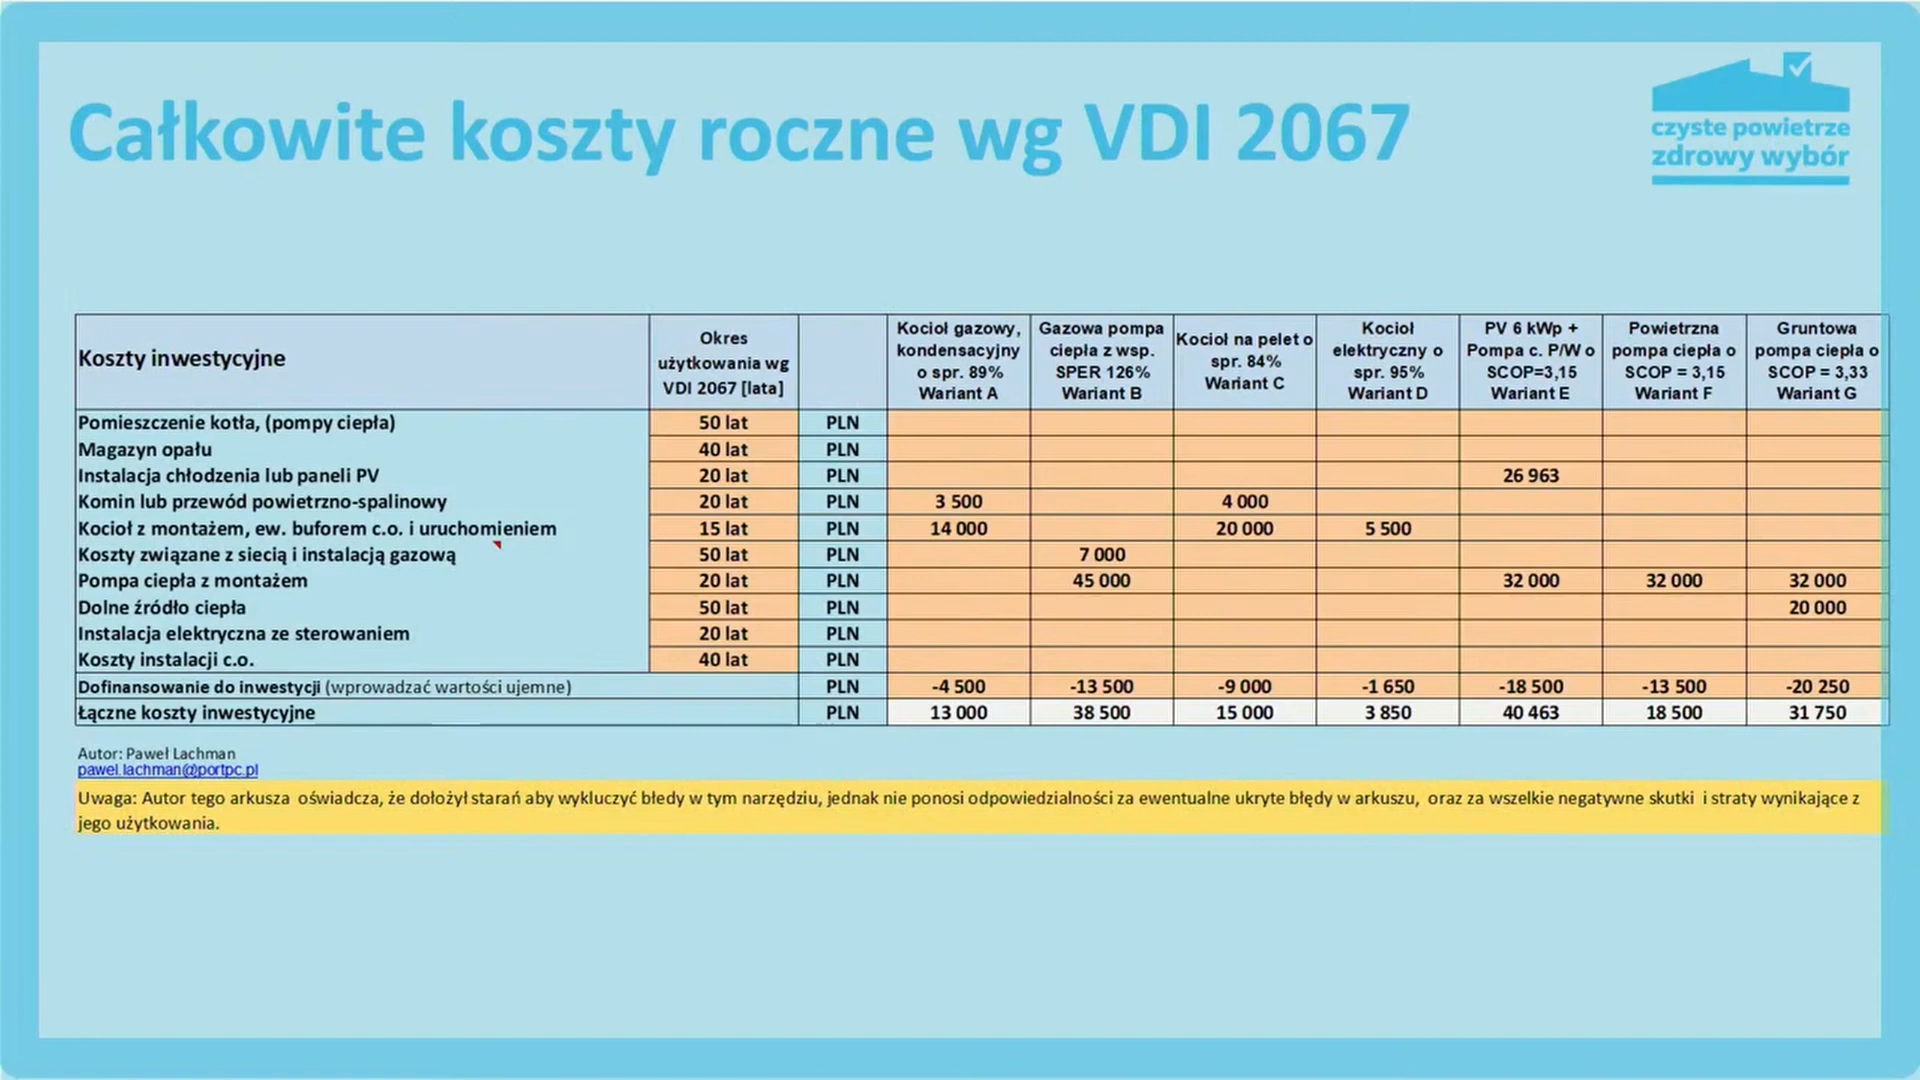 Całkowite koszty roczne wg VDI 2067
czyste powietrze
zdrowy wybór
Koszty inwestycyjne
Okres
użytkowania wg
VDI 2067 [lata]
Kocioł gazowy,
kondensacyjny
o spr. 89%
Wariant A
Gazowa pompa
ciepła z wsp.
SPER 126%
Wariant B
Kocioł na pelet o
spr. 84%
Wariant C
Kocioł
elektryczny o
spr. 95%
Wariant D
PV 6 kWp +
Pompa c. P/W o
SCOP=3,15
Wariant E
Powietrzna
pompa ciepła o
SCOP = 3,15
Wariant F
Gruntowa
pompa ciepła o
SCOP = 3,33
Wariant G
Pomieszczenie kotła, (pompy ciepła) 50 lat PLN
Magazyn opału 40 lat PLN
Instalacja chłodzenia lub paneli PV 20 lat PLN 26 963
Komin lub przewód powietrzno-spalinowy 20 lat PLN 3 500 4 000
Kocioł z montażem, ew. buforem c.o. i uruchomieniem 15 lat PLN 14 000 20 000 5 500
Koszty związane z siecią i instalacją gazową 50 lat PLN 7 000
Pompa ciepła z montażem 20 lat PLN 45 000 32 000 32 000 32 000
Dolne źródło ciepła 50 lat PLN 20 000
Instalacja elektryczna ze sterowaniem 20 lat PLN
Koszty instalacji c.o. 40 lat PLN
Dofinansowanie do inwestycji (wprowadzać wartości ujemne) PLN -4 500 -13 500 -9 000 -1 650 -18 500 -13 500 -20 250
Łączne koszty inwestycyjne PLN 13 000 38 500 15 000 3 850 40 463 18 500 31 750
Autor: Paweł Lachman
pawel.lachman@portpc.pl
Uwaga: Autor tego arkusza oświadcza, że dołożył starań aby wykluczyć błedy w tym narzędziu, jednak nie ponosi odpowiedzialności za ewentualne ukryte błędy w arkuszu, oraz za wszelkie negatywne skutki i straty wynikające z
jego użytkowania.